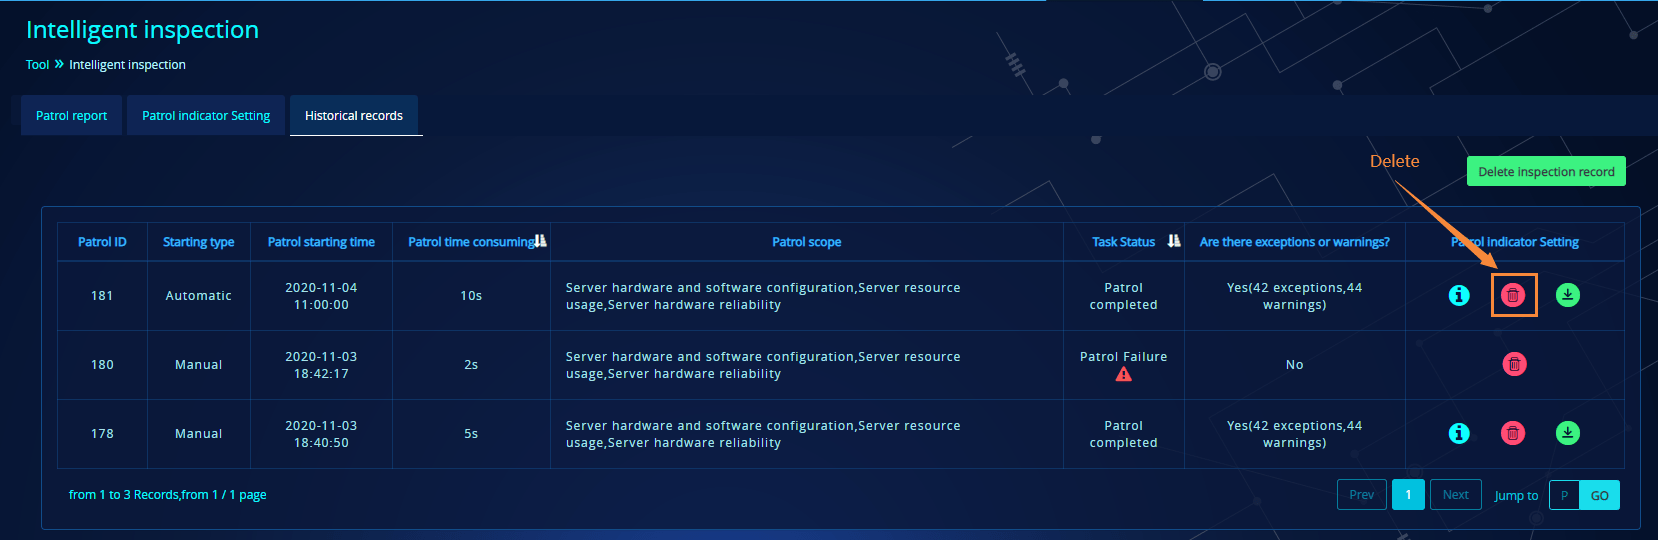 Intelligent inspection
Tool » Intelligent inspection
Patrol report Patrol indicator Setting Historical records
Delete
Delete inspection record
Patrol ID Starting type Patrol starting time Patrol time consuming Patrol scope Task Status Are there exceptions or warnings? Patrol indicator Setting
181 Automatic 2020-11-04 11:00:00 10s Server hardware and software configuration,Server resource usage,Server hardware reliability Patrol completed Yes(42 exceptions,44 warnings)
180 Manual 2020-11-03 18:42:17 2s Server hardware and software configuration,Server resource usage,Server hardware reliability Patrol Failure No
178 Manual 2020-11-03 18:40:50 5s Server hardware and software configuration,Server resource usage,Server hardware reliability Patrol completed Yes(42 exceptions,44 warnings)
from 1 to 3 Records,from 1 / 1 page Prev 1 Next Jump to P GO